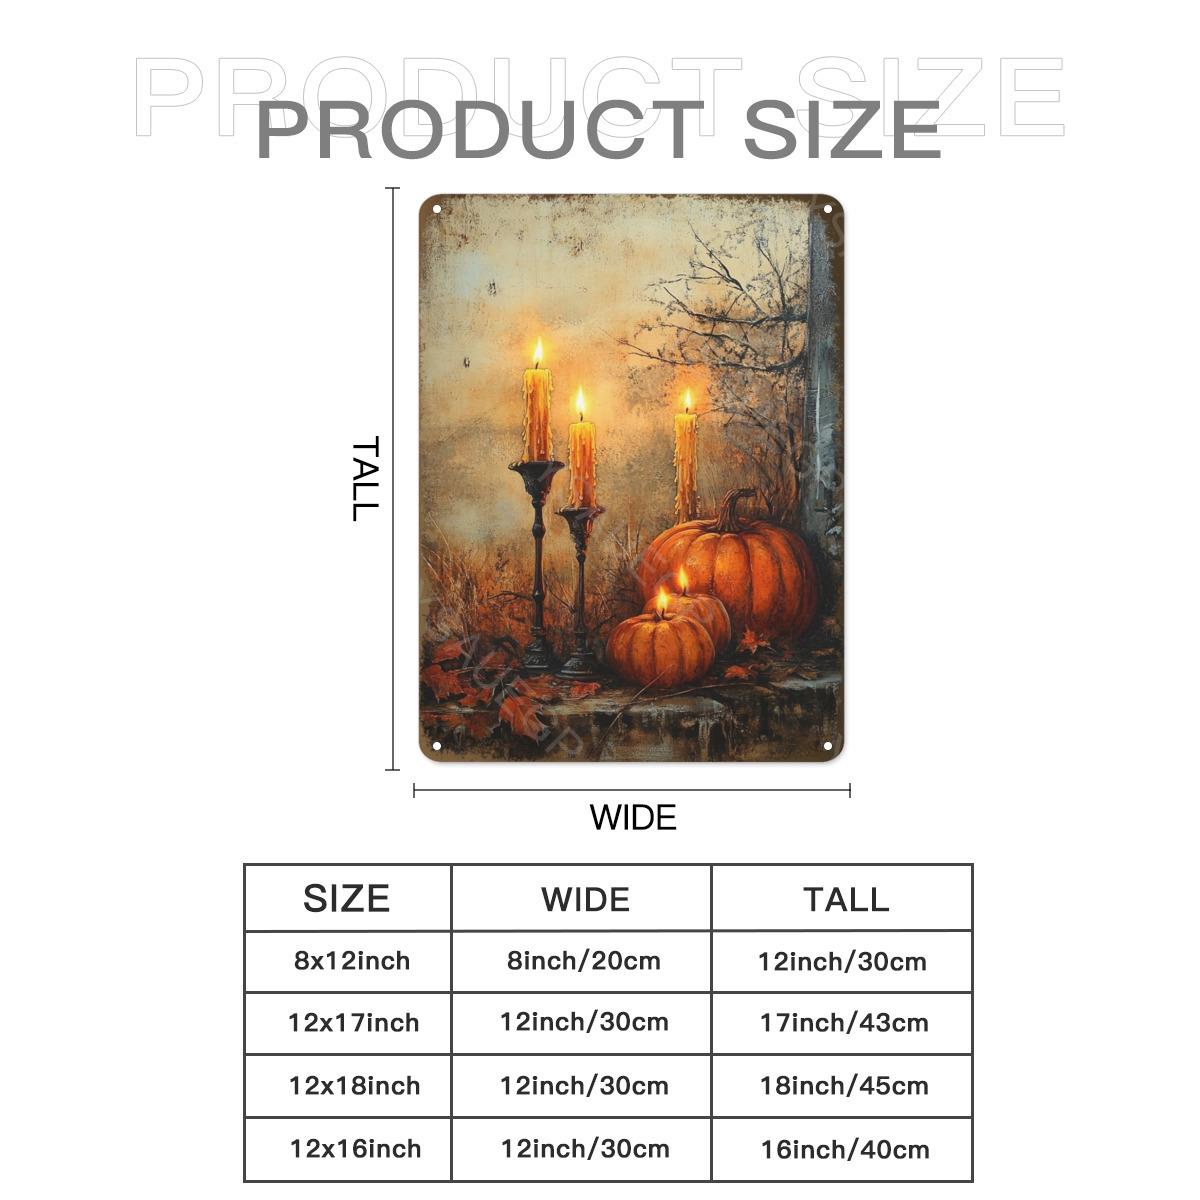 PRODUCT SIZE
PRODUCT SIZE
TALL
WIDE
SIZE WIDE TALL
8x12inch 8inch/20cm 12inch/30cm
12x17inch 12inch/30cm 17inch/43cm
12x18inch 12inch/30cm 18inch/45cm
12x16inch 12inch/30cm 16inch/40cm